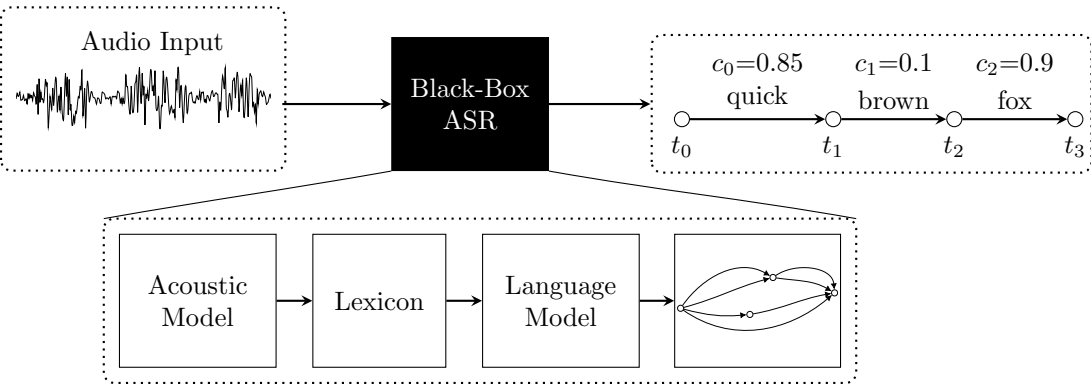 Audio Input
Black-Box
ASR
c₀=0.85 c₁=0.1 c₂=0.9
quick brown fox
t₀ t₁ t₂ t₃
Acoustic
Model
Lexicon
Language
Model